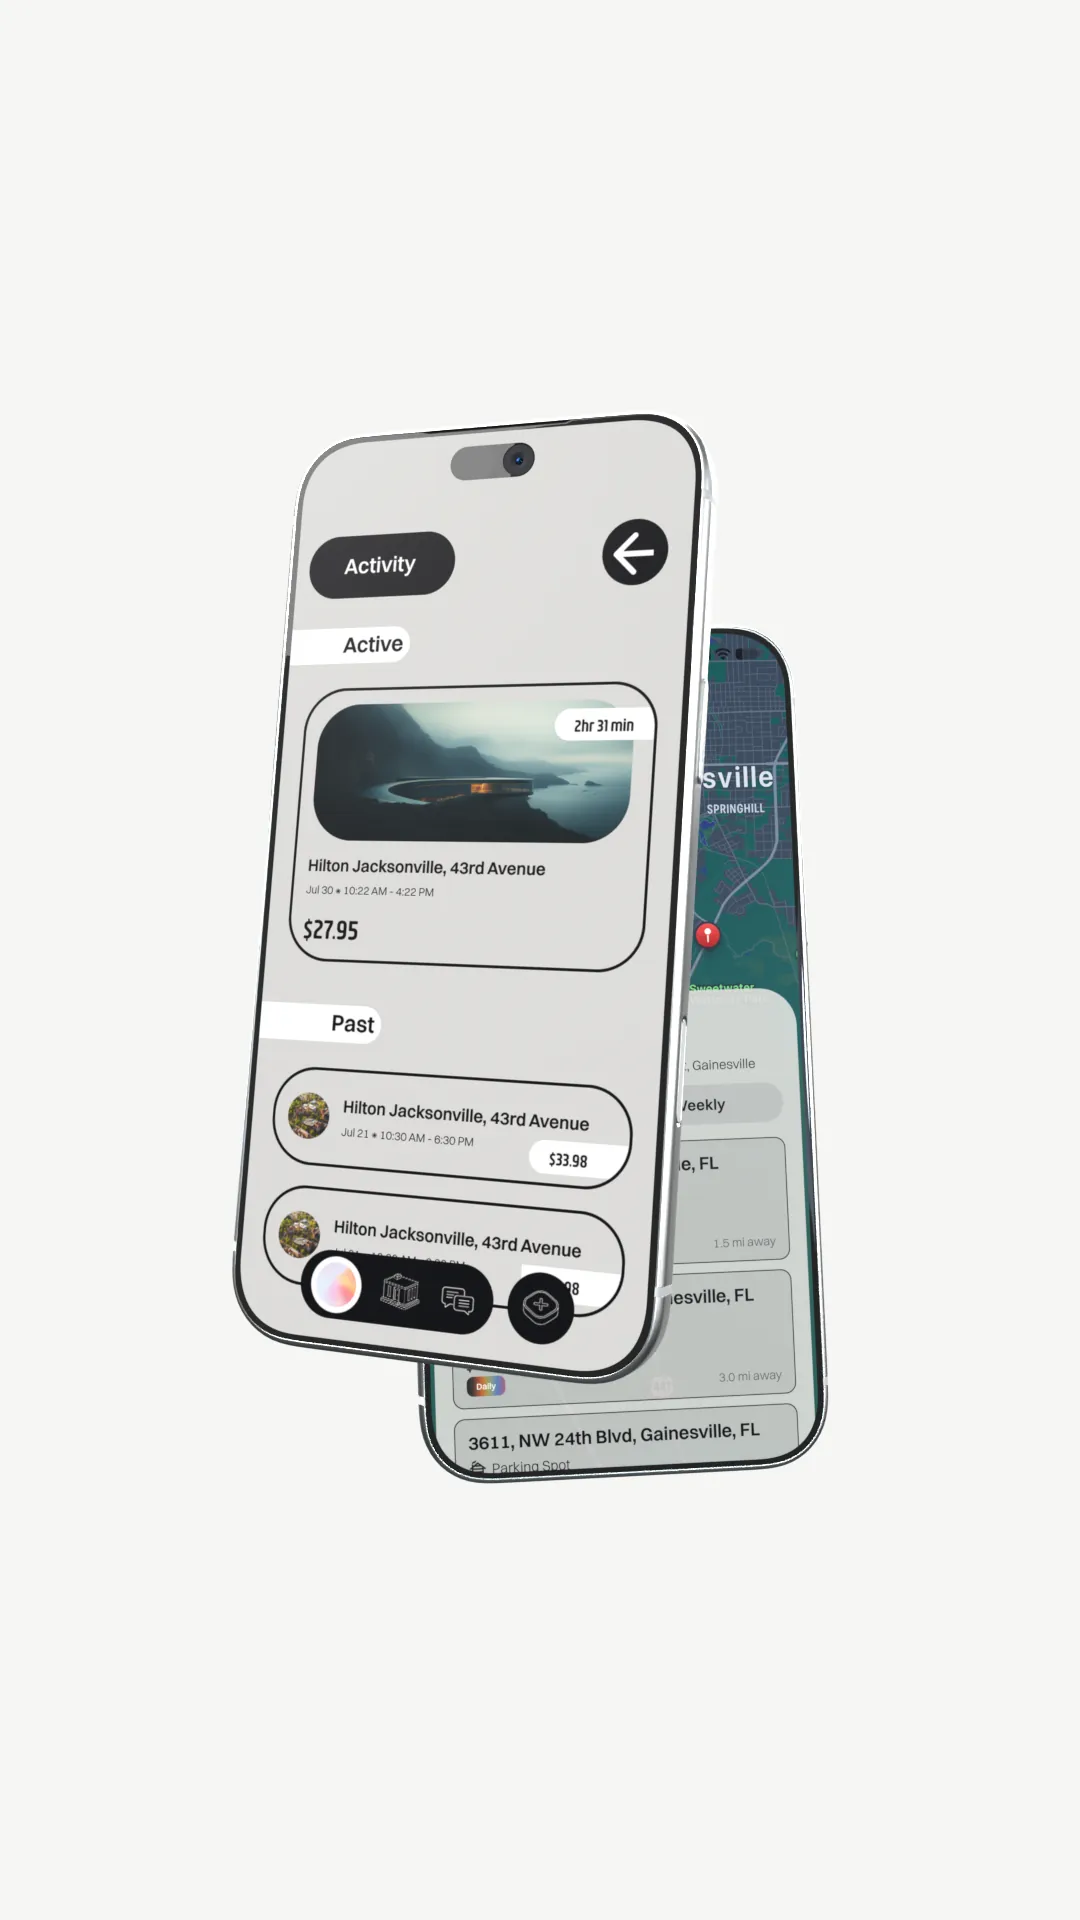 Activity
Active
2hr 31 min
Hilton Jacksonville, 43rd Avenue
Jul 30 • 10:22 AM - 4:22 PM
$27.95
Past
Hilton Jacksonville, 43rd Avenue
Jul 21 • 10:30 AM - 6:30 PM
$33.98
Hilton Jacksonville, 43rd Avenue
98
sville
SPRINGHILL
Sweetwater
, Gainesville
eekly
le, FL
1.5 mi away
esville, FL
3.0 mi away
Daily
3611, NW 24th Blvd, Gainesville, FL
Parking Spot